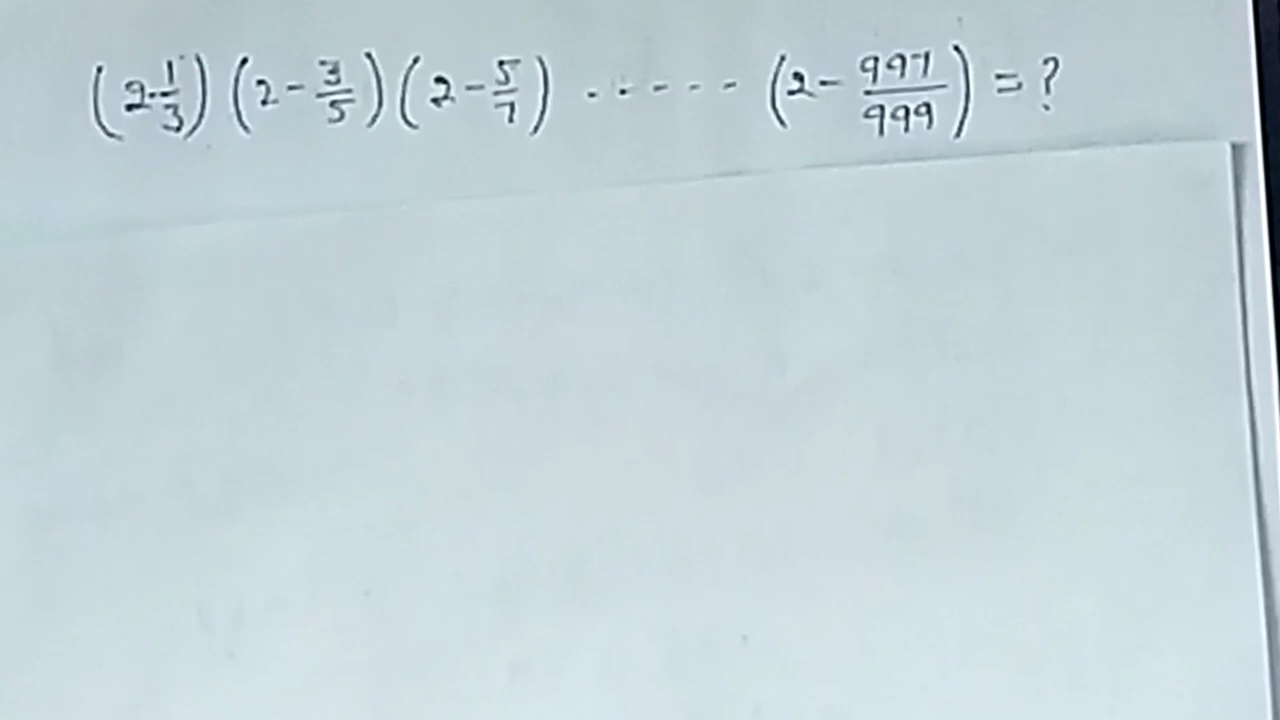 (2-1/3) (2-3/5) (2-5/7) ...... (2-997/999) = ?